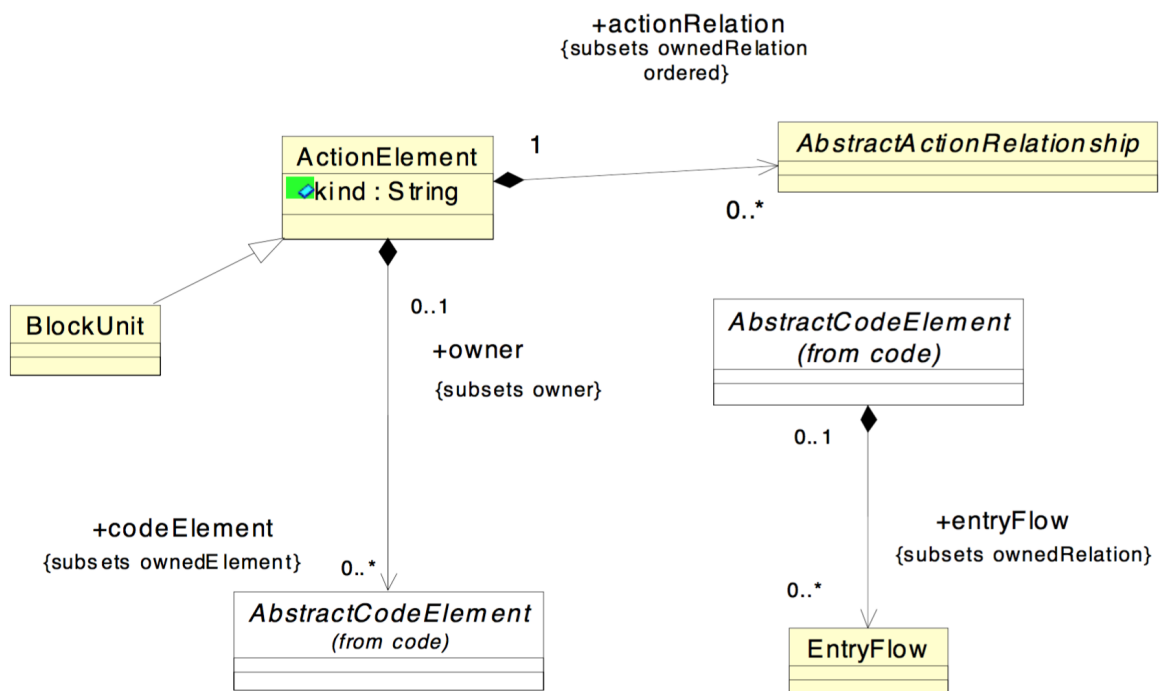 +actionRelation
{subsets ownedRelation
ordered}
ActionElement
kind : String
1
AbstractActionRelationship
0..*
BlockUnit
0..1
+owner
{subsets owner}
AbstractCodeElement
(from code)
0..1
+codeElement
{subsets ownedElement}
0..*
+entryFlow
{subsets ownedRelation}
0..*
AbstractCodeElement
(from code)
EntryFlow